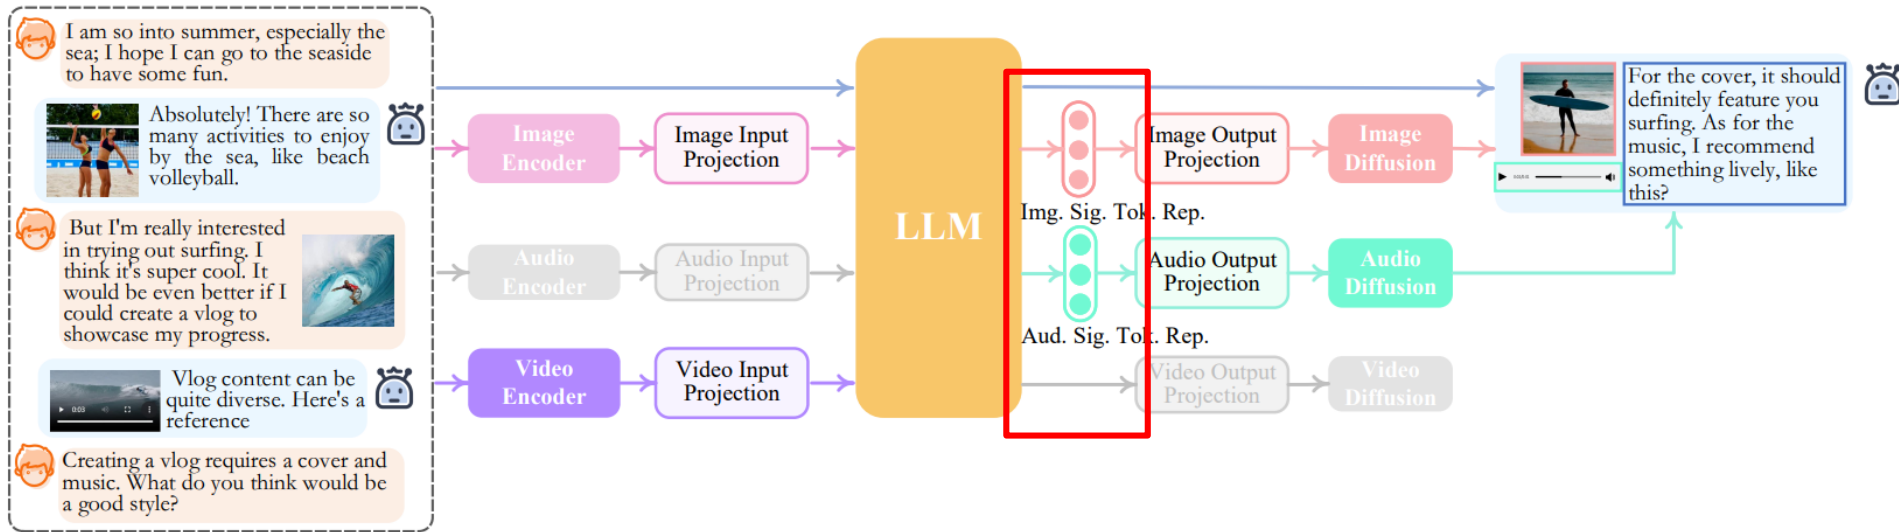 I am so into summer, especially the
sea; I hope I can go to the seaside
to have some fun.
Absolutely! There are so
many activities to enjoy
by the sea, like beach
volleyball.
But I'm really interested
in trying out surfing. I
think it's super cool. It
would be even better if I
could create a vlog to
showcase my progress.
Vlog content can be
quite diverse. Here's a
reference
0:03
Creating a vlog requires a cover and
music. What do you think would be
a good style?
Image
Encoder
Image Input
Projection
Audio
Encoder
Audio Input
Projection
Video
Encoder
Video Input
Projection
LLM
Img. Sig. Tok. Rep.
Aud. Sig. Tok. Rep.
Image Output
Projection
Image
Diffusion
Audio Output
Projection
Audio
Diffusion
Video Output
Projection
Video
Diffusion
For the cover, it should
definitely feature you
surfing. As for the
music, I recommend
something lively, like
this?